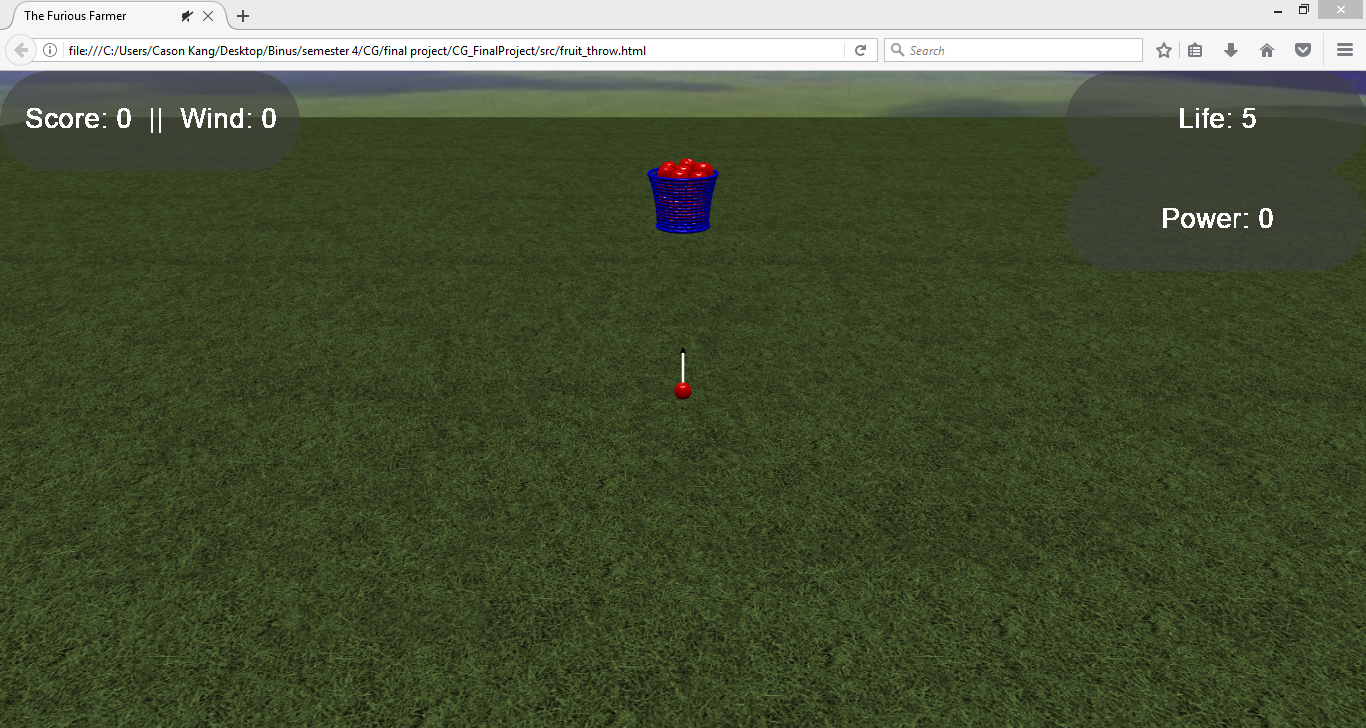 The Furious Farmer
file:///C:/Users/Cason Kang/Desktop/Binus/semester 4/CG/final project/CG_FinalProject/src/fruit_throw.html
Search
Score: 0 || Wind: 0
Life: 5
Power: 0